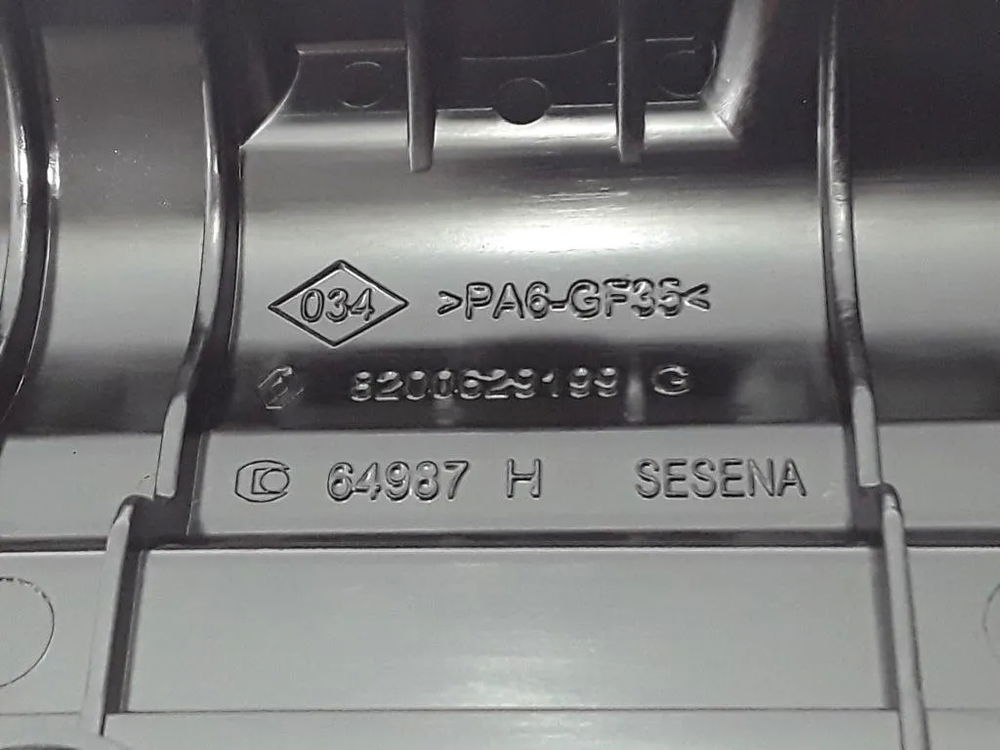 034 >PA6-GF35<
8200629199 G
64987 H SESENA